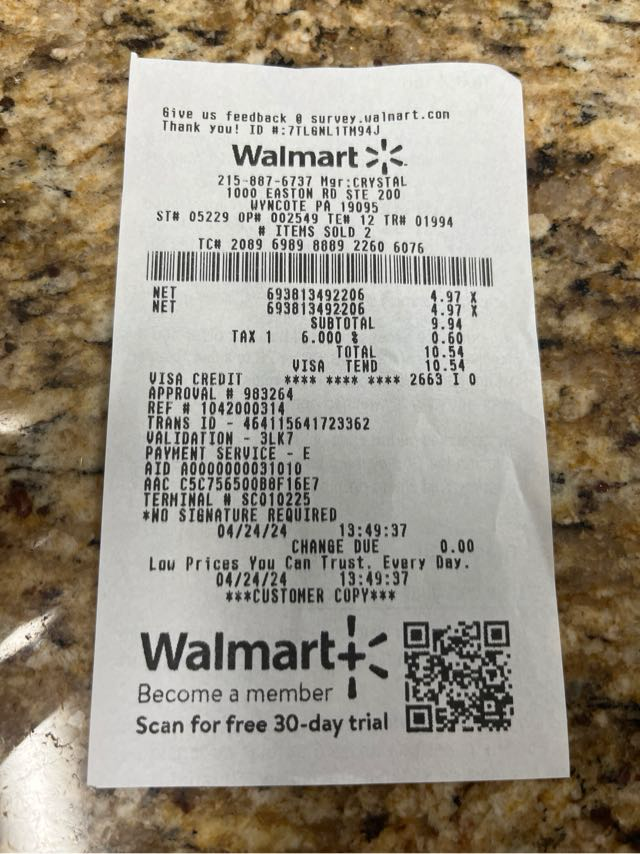 Give us feedback @ survey.walmart.com
Thank you! ID #:7TLGNL1TM94J
Walmart
215-887-6737 Mgr:CRYSTAL
1000 EASTON RD STE 200
WYNCOTE PA 19095
ST# 05229 OP# 002549 TE# 12 TR# 01994
# ITEMS SOLD 2
TC# 2089 6989 8889 2260 6076
NET 693813492206 4.97 X
NET 693813492206 4.97 X
SUBTOTAL 9.94
TAX 1 6.000 % 0.60
TOTAL 10.54
VISA TEND 10.54
VISA CREDIT **** **** **** 2663 I 0
APPROVAL # 983264
REF # 1042000314
TRANS ID - 464115641723362
VALIDATION - 3LK7
PAYMENT SERVICE - E
AID A0000000031010
AAC C5C756500B8F16E7
TERMINAL # SC010225
*NO SIGNATURE REQUIRED
04/24/24 13:49:37
CHANGE DUE 0.00
Low Prices You Can Trust. Every Day.
04/24/24 13:49:37
***CUSTOMER COPY***
Walmart+
Become a member
Scan for free 30-day trial